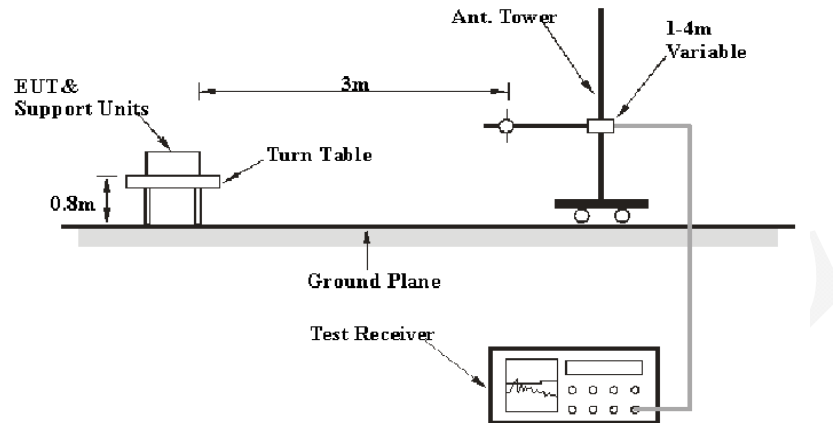 Ant. Tower
1-4m
Variable
EUT&
Support Units
3m
Turn Table
0.8m
Ground Plane
Test Receiver